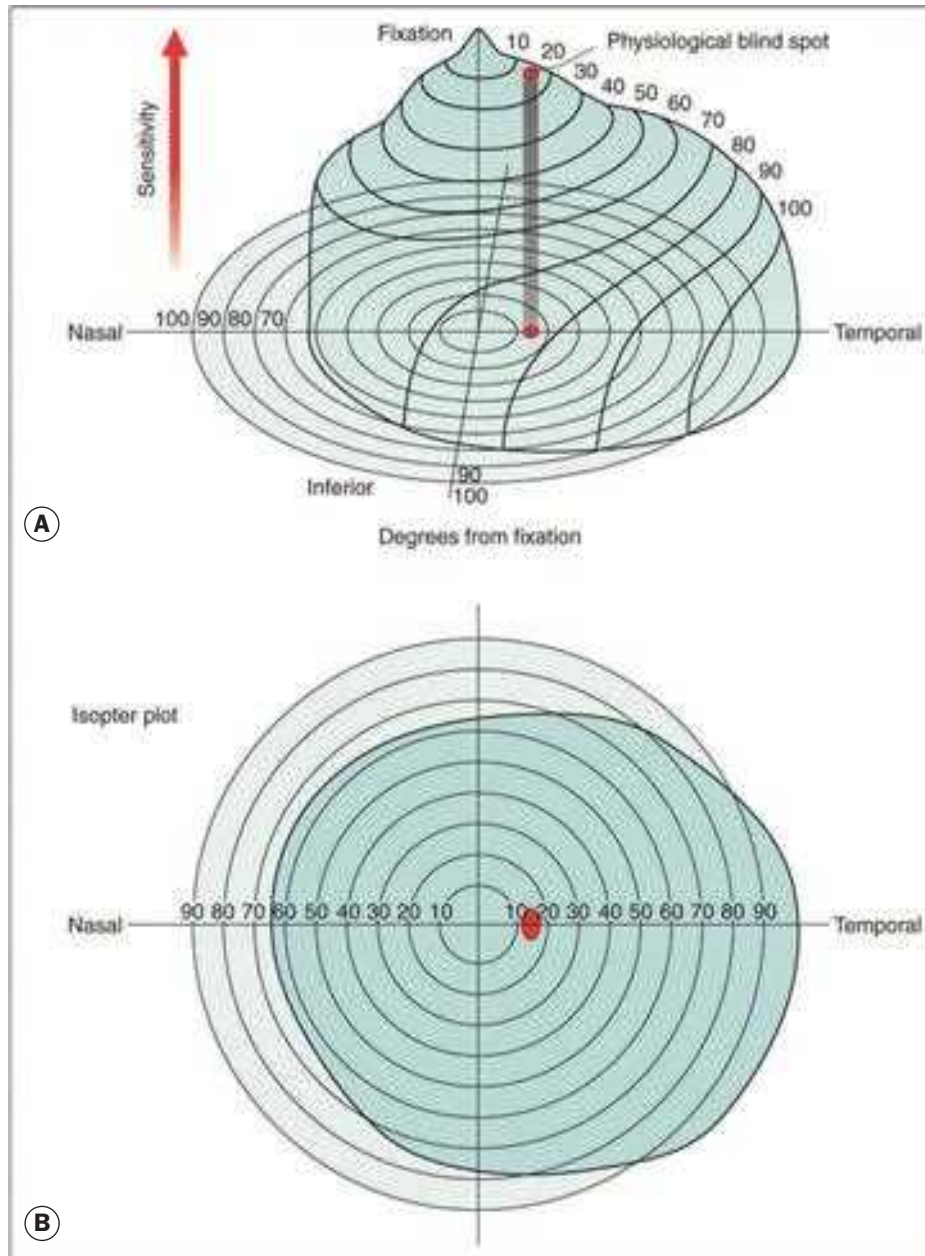 Fixation
10
20
Physiological blind spot
30
40
50
60
70
80
90
100
Sensitivity
Nasal
100 90 80 70
Temporal
Inferior
90
100
A
Degrees from fixation
Isopter plot
Nasal
90 80 70 60 50 40 30 20 10
10 20 30 40 50 60 70 80 90
Temporal
B